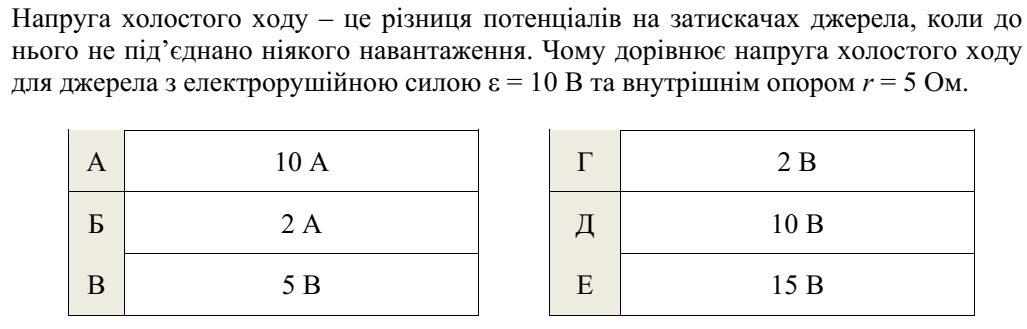 Напруга холостого ходу – це різниця потенціалів на затискачах джерела, коли до
нього не під’єднано ніякого навантаження. Чому дорівнює напруга холостого ходу
для джерела з електрорушійною силою ε = 10 В та внутрішнім опором r = 5 Ом.
А 10 А
Б 2 А
В 5 В
Г 2 В
Д 10 В
Е 15 В